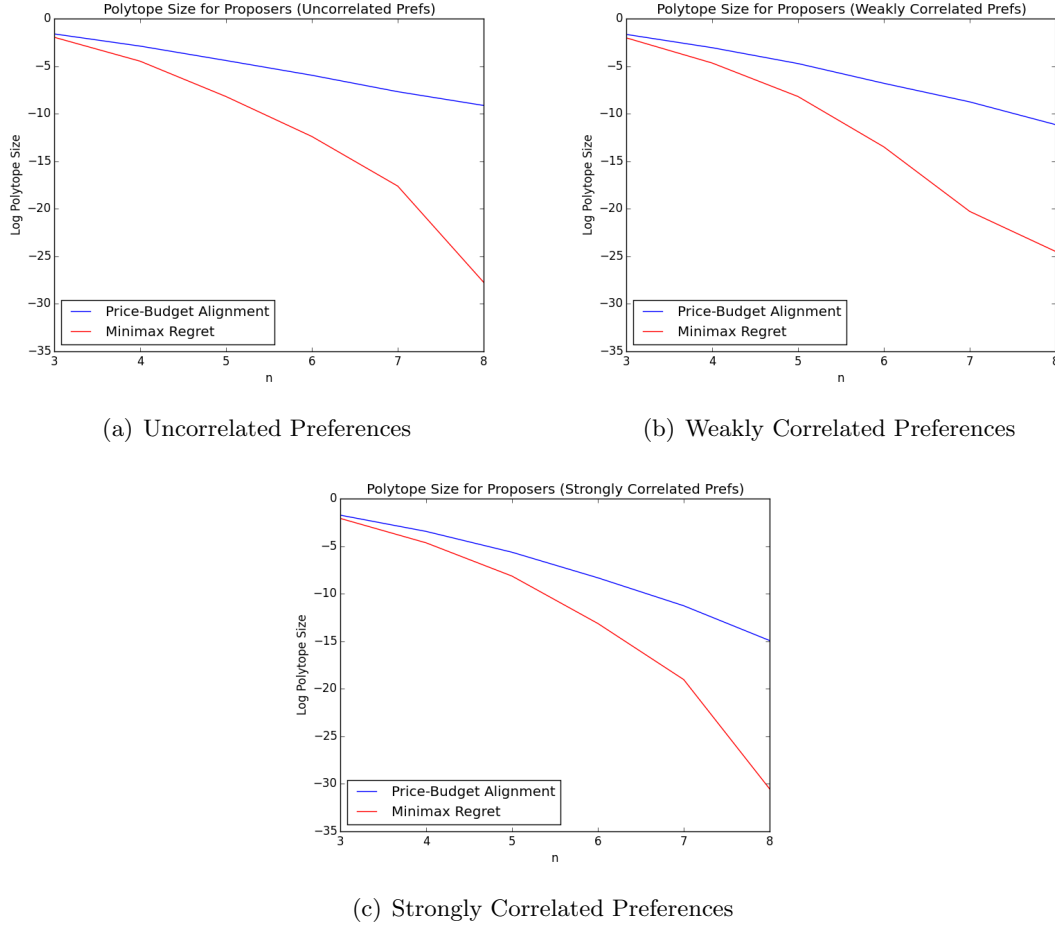 Polytope Size for Proposers (Uncorrelated Prefs)
0
−5
−10
−15
−20
−25
−30
−35
Log Polytope Size
Price-Budget Alignment
Minimax Regret
3 4 5 6 7 8
n
(a) Uncorrelated Preferences
Polytope Size for Proposers (Weakly Correlated Prefs)
0
−5
−10
−15
−20
−25
−30
−35
Log Polytope Size
Price-Budget Alignment
Minimax Regret
3 4 5 6 7 8
n
(b) Weakly Correlated Preferences
Polytope Size for Proposers (Strongly Correlated Prefs)
0
−5
−10
−15
−20
−25
−30
−35
Log Polytope Size
Price-Budget Alignment
Minimax Regret
3 4 5 6 7 8
n
(c) Strongly Correlated Preferences